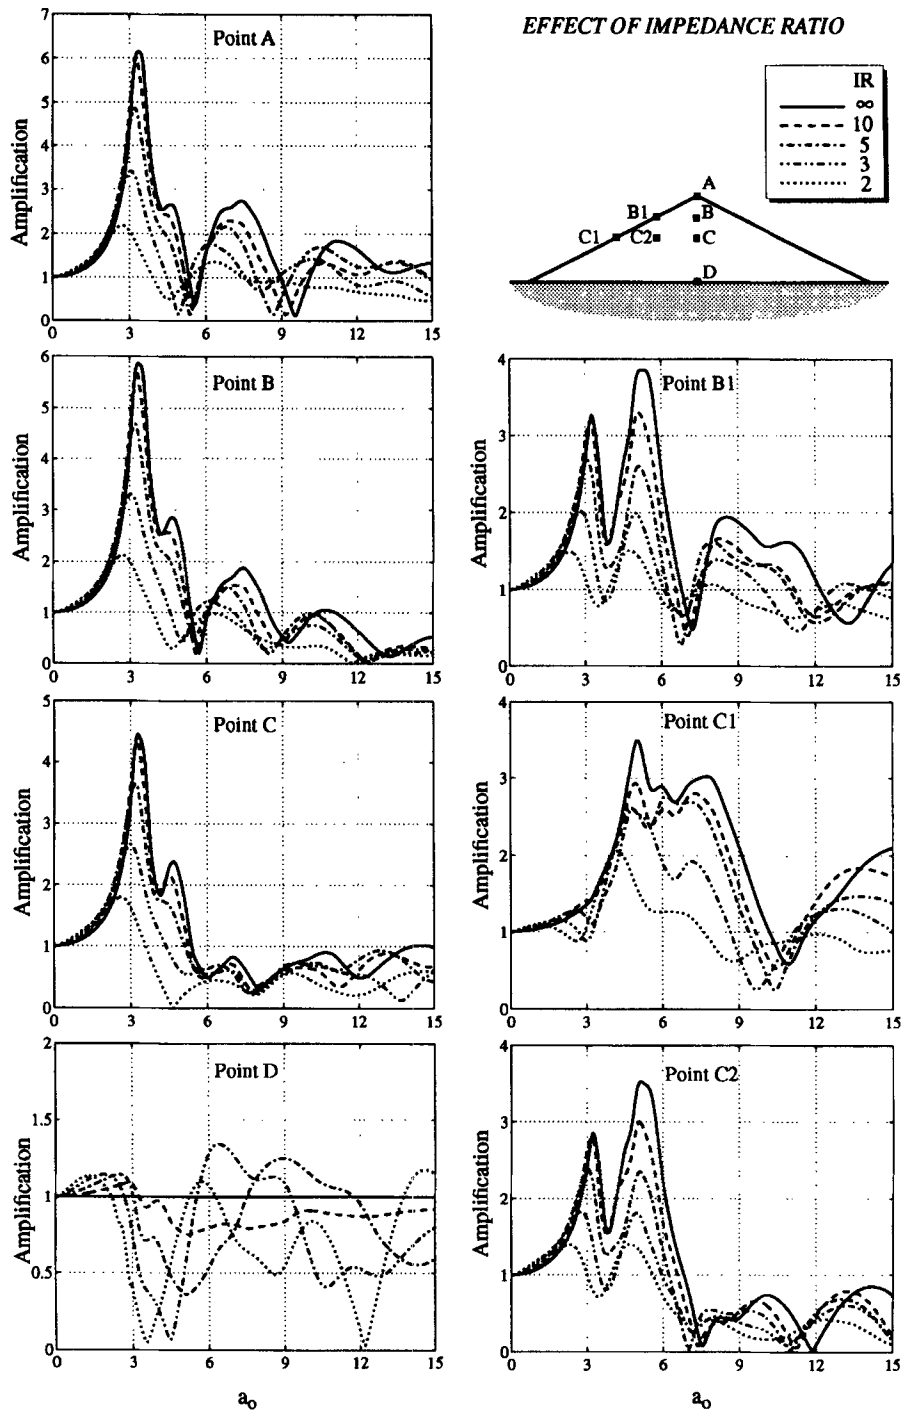 EFFECT OF IMPEDANCE RATIO
IR
∞
10
5
3
2
A
B1
B
C1
C2
C
D
Point A
Amplification
7
6
5
4
3
2
1
0
0 3 6 9 12 15
Point B
Amplification
6
5
4
3
2
1
0
0 3 6 9 12 15
Point B1
Amplification
4
3
2
1
0
0 3 6 9 12 15
Point C
Amplification
5
4
3
2
1
0
0 3 6 9 12 15
Point C1
Amplification
4
3
2
1
0
0 3 6 9 12 15
Point D
Amplification
2
1.5
1
0.5
0
0 3 6 9 12 15
a₀
Point C2
Amplification
4
3
2
1
0
0 3 6 9 12 15
a₀